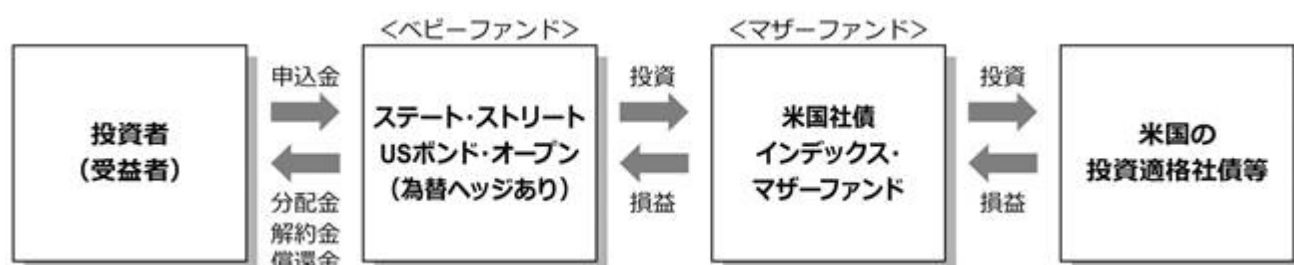 <ベビーファンド>
<マザーファンド>
投資者
(受益者)
申込金
分配金
解約金
償還金
ステート・ストリート
USボンド・オープン
(為替ヘッジあり)
投資
損益
米国社債
インデックス・
マザーファンド
投資
損益
米国の
投資適格社債等